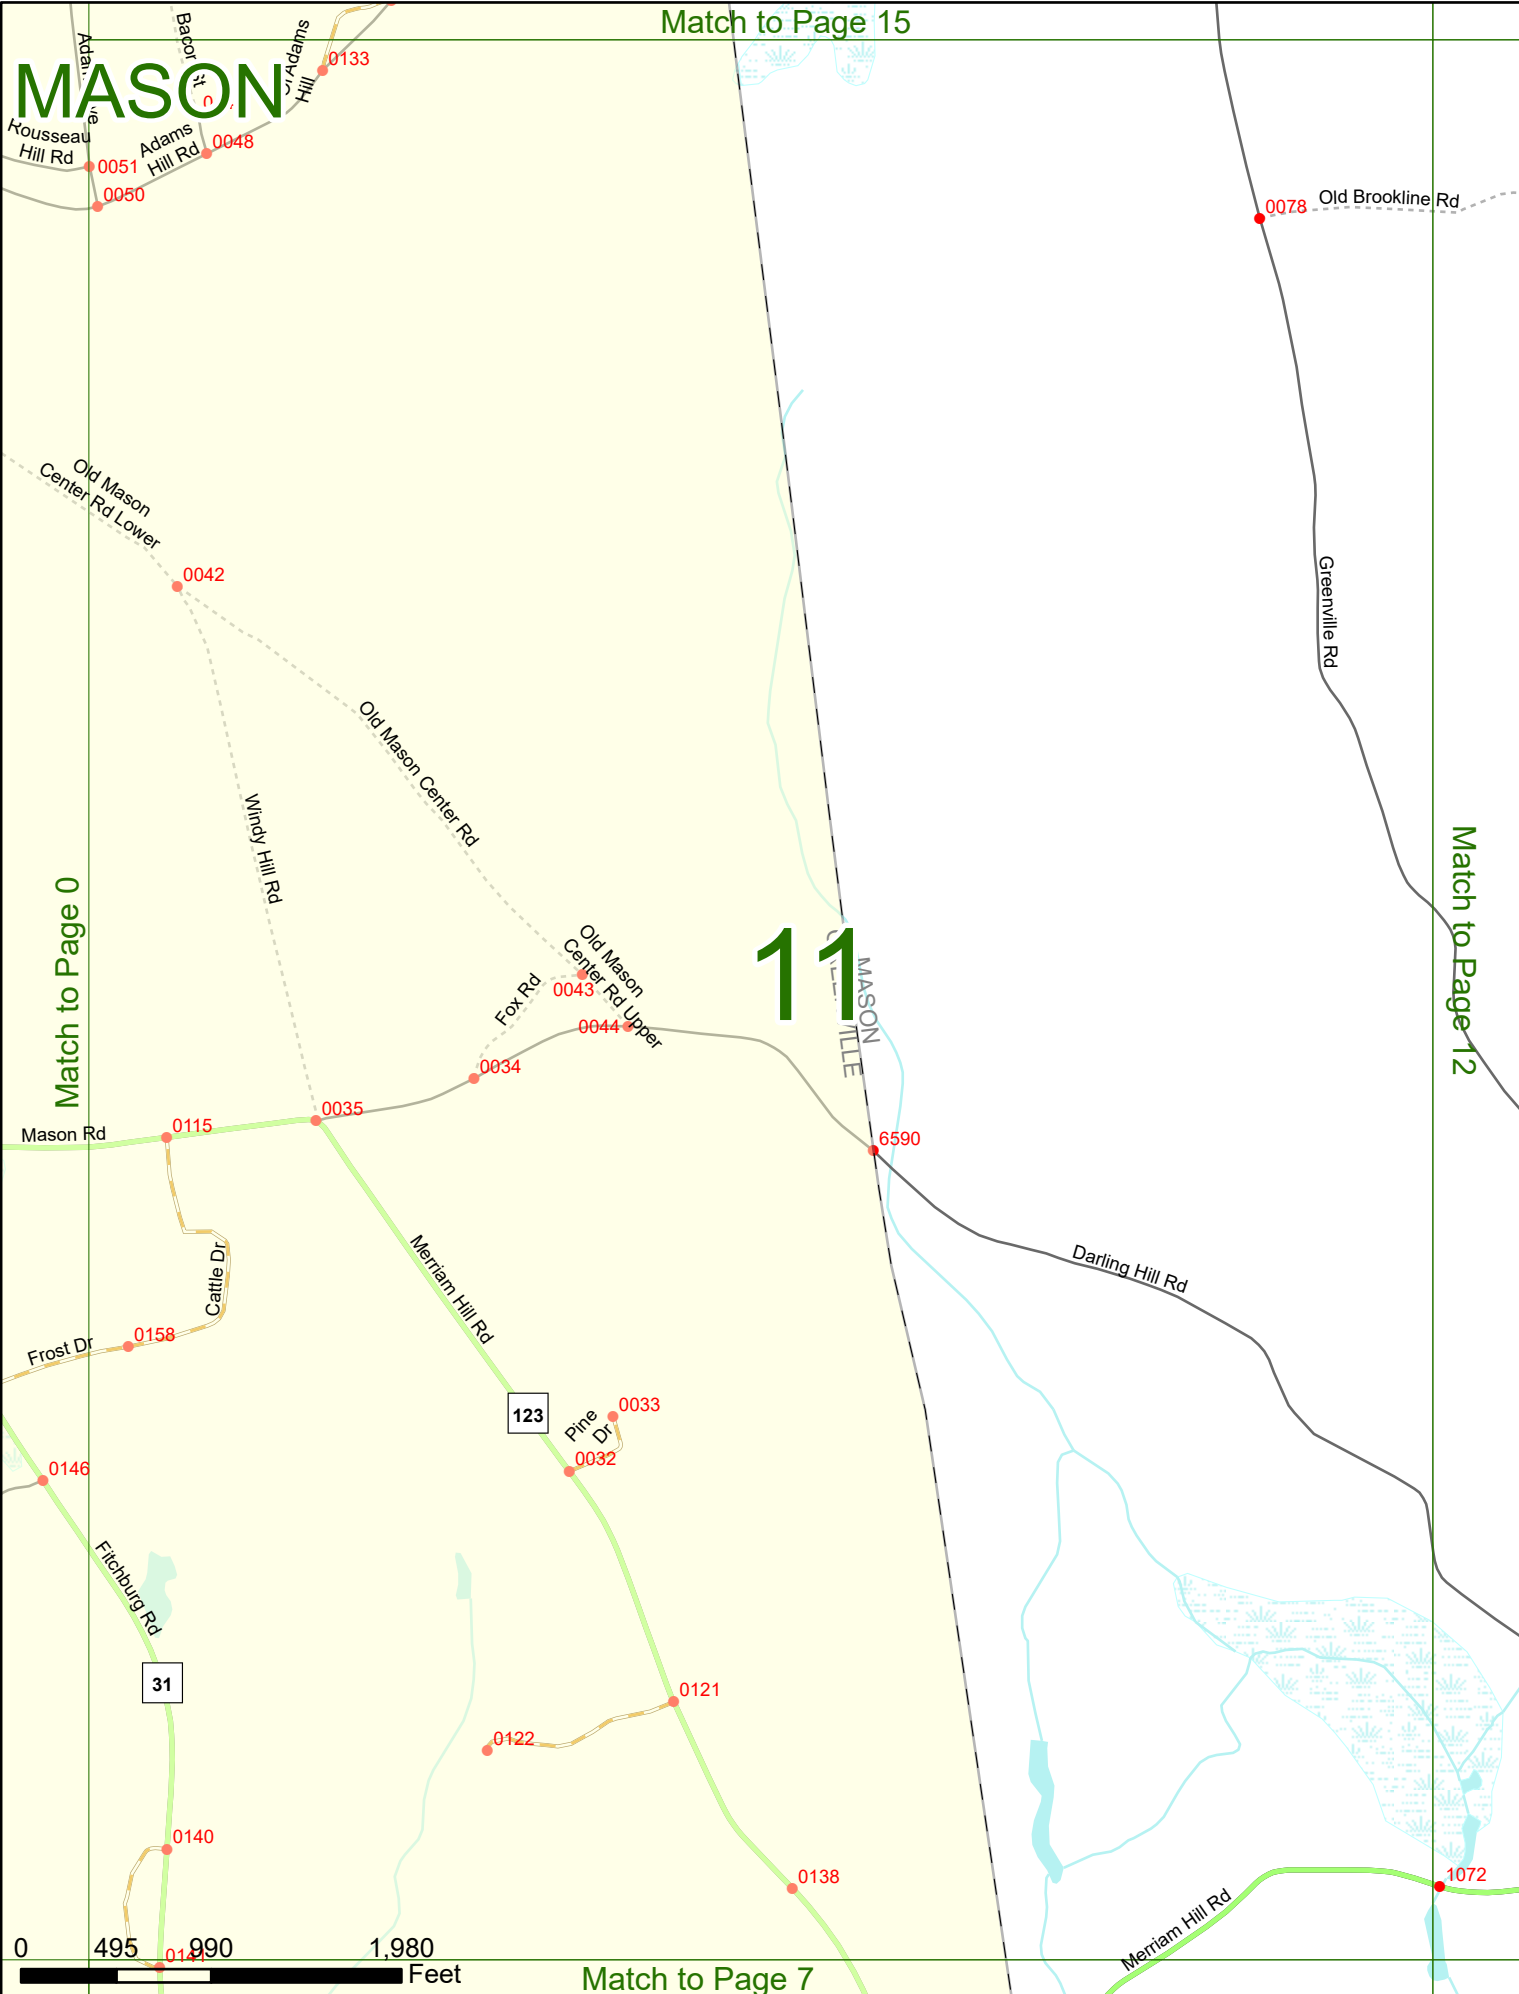 Match to Page 15
MASON
Bacon St
Adams
Hill
0133
Rousseau
Hill Rd
Adams
Hill Rd
0048
0051
0050
0078
Old Brookline Rd
Old Mason
Center Rd Lower
0042
Greenville Rd
Old Mason Center Rd
Windy Hill Rd
Match to Page 0
Match to Page 12
Old Mason
Center Rd Upper
11
MASON
Fox Rd
0043
0044
0034
0035
0115
Mason Rd
6590
Cattle Dr
Merriam Hill Rd
Darling Hill Rd
0158
Frost Dr
123
Pine
Dr
0033
0032
0146
Fitchburg Rd
31
0121
0122
0140
0138
1072
Merriam Hill Rd
0141
0 495 990 1,980
Feet
Match to Page 7